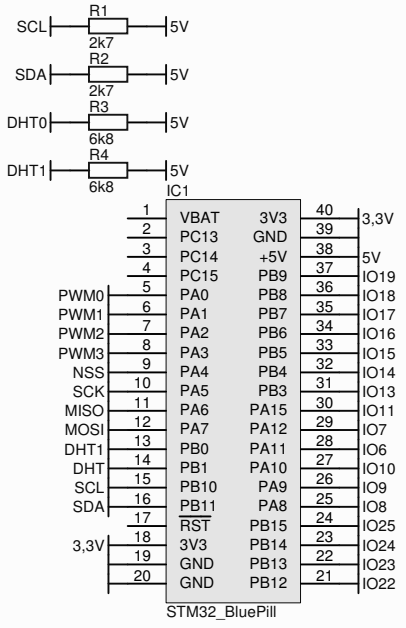 R1
SCL 5V
2k7
R2
SDA 5V
2k7
R3
DHT0 5V
6k8
R4
DHT1 5V
6k8
IC1
1 VBAT 3V3 40 3,3V
2 PC13 GND 39
3 PC14 +5V 38 5V
4 PC15 PB9 37 IO19
PWM0 5 PA0 PB8 36 IO18
PWM1 6 PA1 PB7 35 IO17
PWM2 7 PA2 PB6 34 IO16
PWM3 8 PA3 PB5 33 IO15
NSS 9 PA4 PB4 32 IO14
SCK 10 PA5 PB3 31 IO13
MISO 11 PA6 PA15 30 IO11
MOSI 12 PA7 PA12 29 IO7
DHT1 13 PB0 PA11 28 IO6
DHT 14 PB1 PA10 27 IO10
SCL 15 PB10 PA9 26 IO9
SDA 16 PB11 PA8 25 IO8
17 RST PB15 24 IO25
3,3V 18 3V3 PB14 23 IO24
19 GND PB13 22 IO23
20 GND PB12 21 IO22
STM32_BluePill